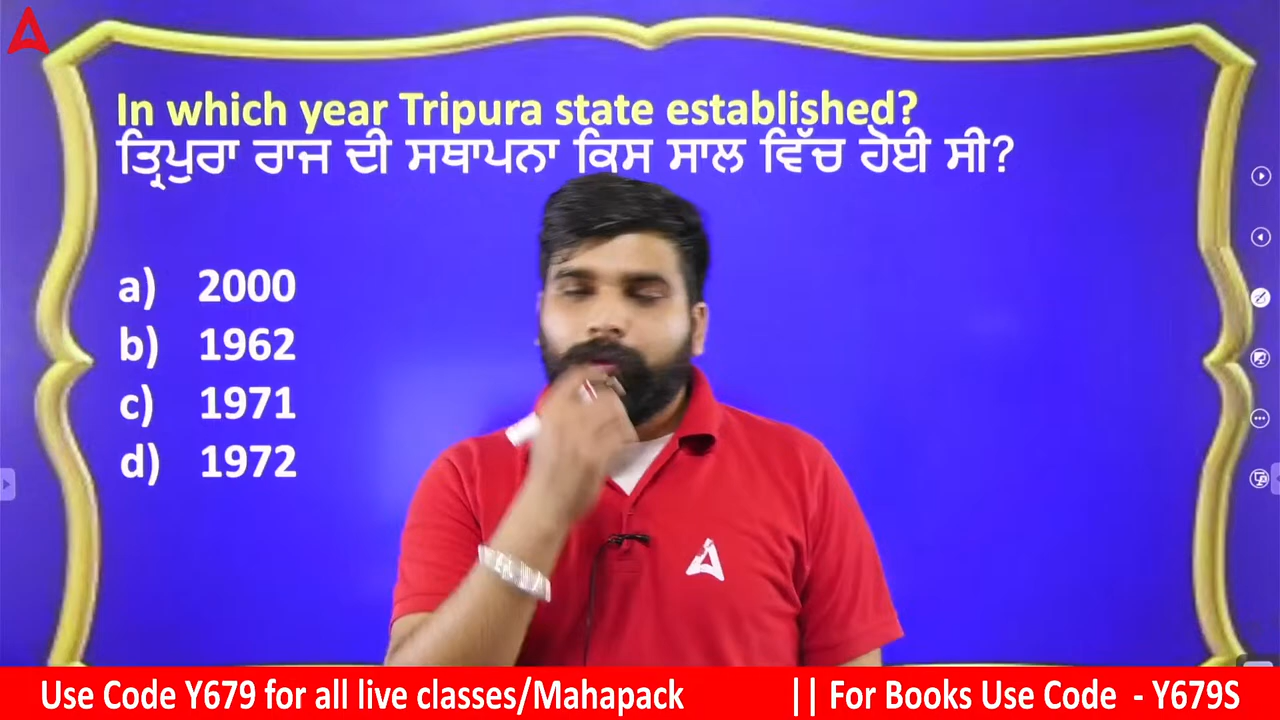 In which year Tripura state established?
ਤ੍ਰਿਪੁਰਾ ਰਾਜ ਦੀ ਸਥਾਪਨਾ ਕਿਸ ਸਾਲ ਵਿੱਚ ਹੋਈ ਸੀ?
a) 2000
b) 1962
c) 1971
d) 1972
Use Code Y679 for all live classes/Mahapack || For Books Use Code - Y679S